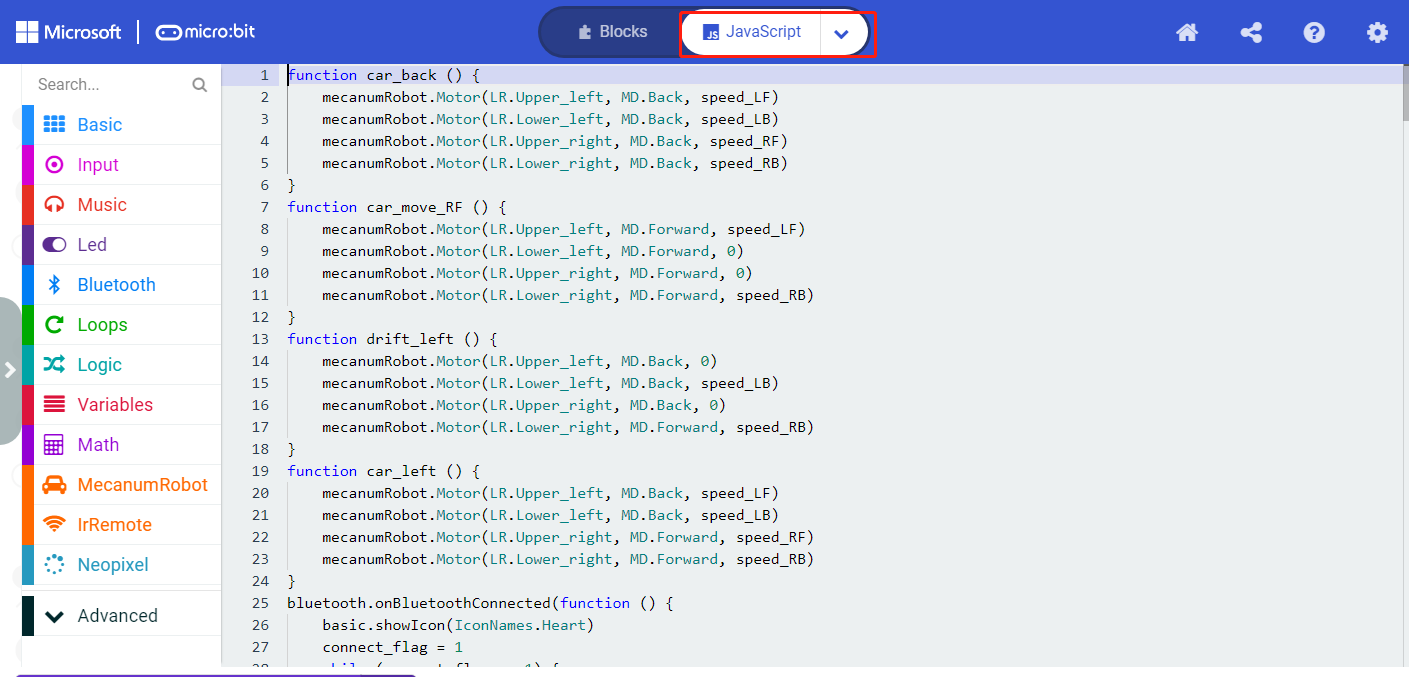 Microsoft micro:bit Blocks JS JavaScript ?
Search...
Basic
Input
Music
Led
Bluetooth
Loops
Logic
Variables
Math
MecanumRobot
IrRemote
Neopixel
Advanced
1 function car_back () {
2 mecanumRobot.Motor(LR.Upper_left, MD.Back, speed_LF)
3 mecanumRobot.Motor(LR.Lower_left, MD.Back, speed_LB)
4 mecanumRobot.Motor(LR.Upper_right, MD.Back, speed_RF)
5 mecanumRobot.Motor(LR.Lower_right, MD.Back, speed_RB)
6 }
7 function car_move_RF () {
8 mecanumRobot.Motor(LR.Upper_left, MD.Forward, speed_LF)
9 mecanumRobot.Motor(LR.Lower_left, MD.Forward, 0)
10 mecanumRobot.Motor(LR.Upper_right, MD.Forward, 0)
11 mecanumRobot.Motor(LR.Lower_right, MD.Forward, speed_RB)
12 }
13 function drift_left () {
14 mecanumRobot.Motor(LR.Upper_left, MD.Back, 0)
15 mecanumRobot.Motor(LR.Lower_left, MD.Back, speed_LB)
16 mecanumRobot.Motor(LR.Upper_right, MD.Back, 0)
17 mecanumRobot.Motor(LR.Lower_right, MD.Forward, speed_RB)
18 }
19 function car_left () {
20 mecanumRobot.Motor(LR.Upper_left, MD.Back, speed_LF)
21 mecanumRobot.Motor(LR.Lower_left, MD.Back, speed_LB)
22 mecanumRobot.Motor(LR.Upper_right, MD.Forward, speed_RF)
23 mecanumRobot.Motor(LR.Lower_right, MD.Forward, speed_RB)
24 }
25 bluetooth.onBluetoothConnected(function () {
26 basic.showIcon(IconNames.Heart)
27 connect_flag = 1